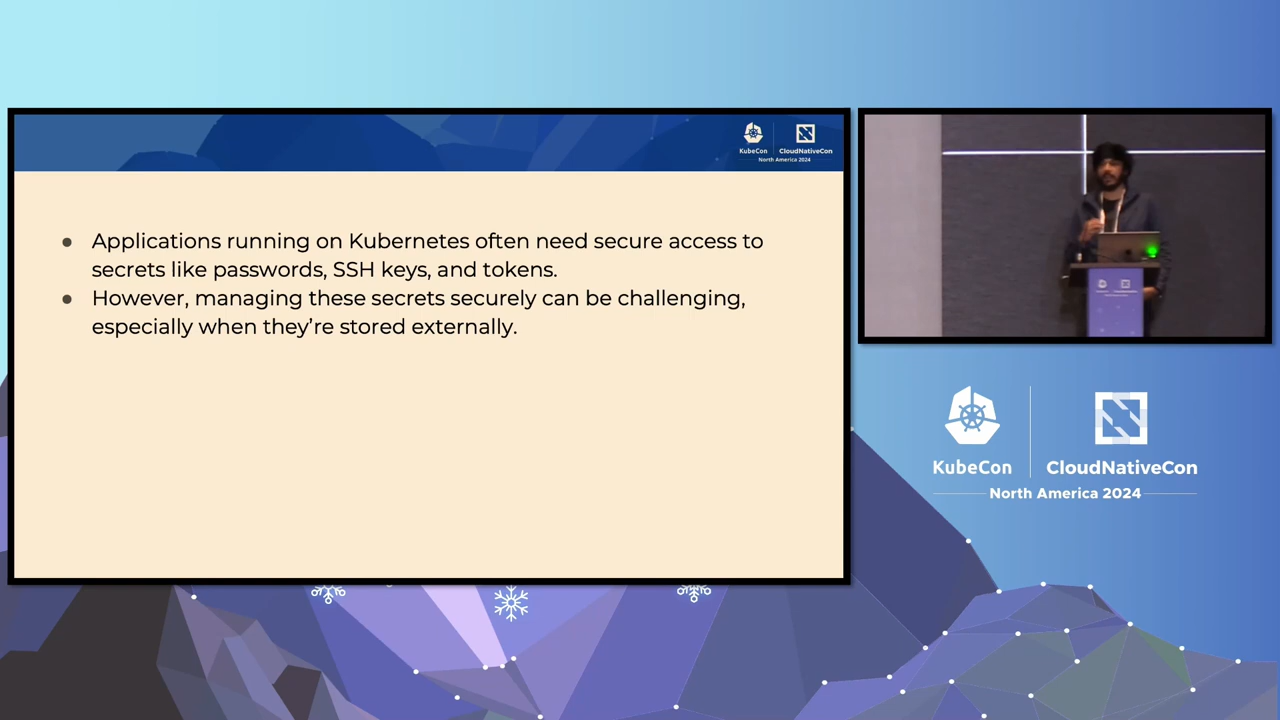 KubeCon
CloudNativeCon
North America 2024
● Applications running on Kubernetes often need secure access to
secrets like passwords, SSH keys, and tokens.
● However, managing these secrets securely can be challenging,
especially when they’re stored externally.
KubeCon
CloudNativeCon
North America 2024